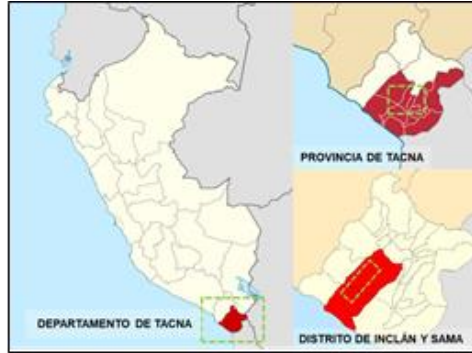 PROVINCIA DE TACNA
DEPARTAMENTO DE TACNA
DISTRITO DE INCLÁN Y SAMA